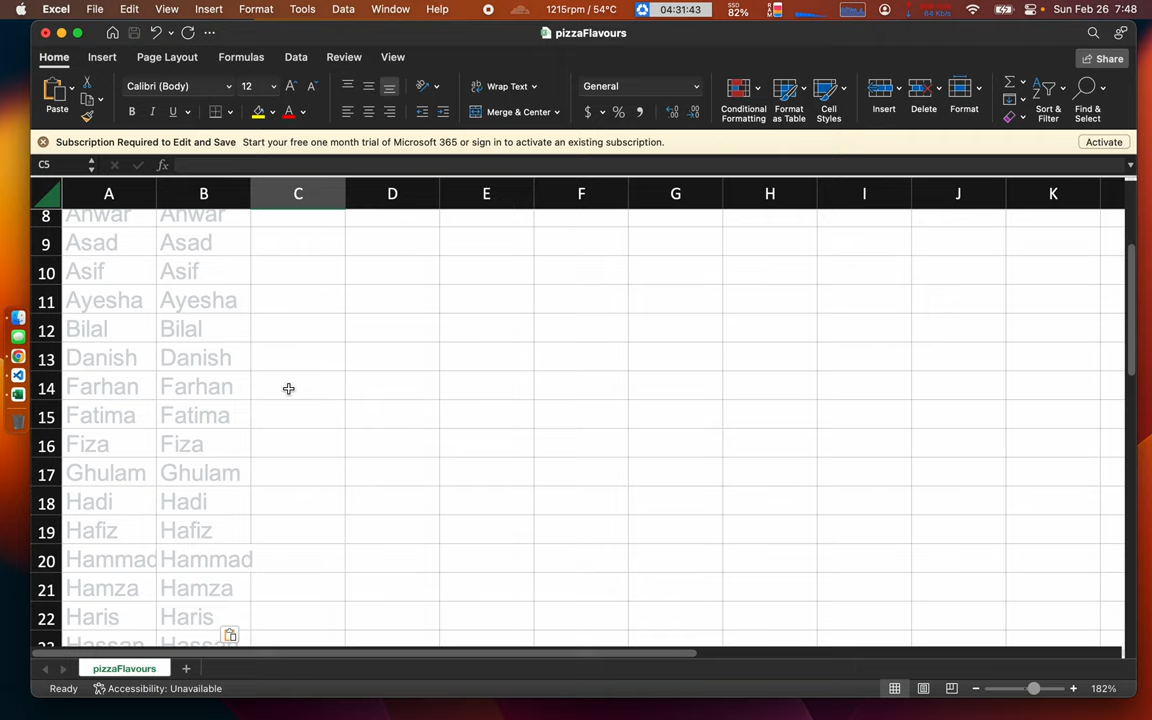 Excel File Edit View Insert Format Tools Data Window Help 1215rpm / 54°C 04:31:43 SSD 82% 64 Kb/s Sun Feb 26 7:48
pizzaFlavours
Home Insert Page Layout Formulas Data Review View Share
Paste Calibri (Body) 12 Wrap Text General
Merge & Center Conditional Formatting Format as Table Cell Styles Insert Delete Format Sort & Filter Find & Select
Subscription Required to Edit and Save Start your free one month trial of Microsoft 365 or sign in to activate an existing subscription. Activate
C5 fx
A B C D E F G H I J K
8 Anwar Anwar
9 Asad Asad
10 Asif Asif
11 Ayesha Ayesha
12 Bilal Bilal
13 Danish Danish
14 Farhan Farhan
15 Fatima Fatima
16 Fiza Fiza
17 Ghulam Ghulam
18 Hadi Hadi
19 Hafiz Hafiz
20 Hammad Hammad
21 Hamza Hamza
22 Haris Haris
23 Hassan Hassan
pizzaFlavours
Ready Accessibility: Unavailable 182%